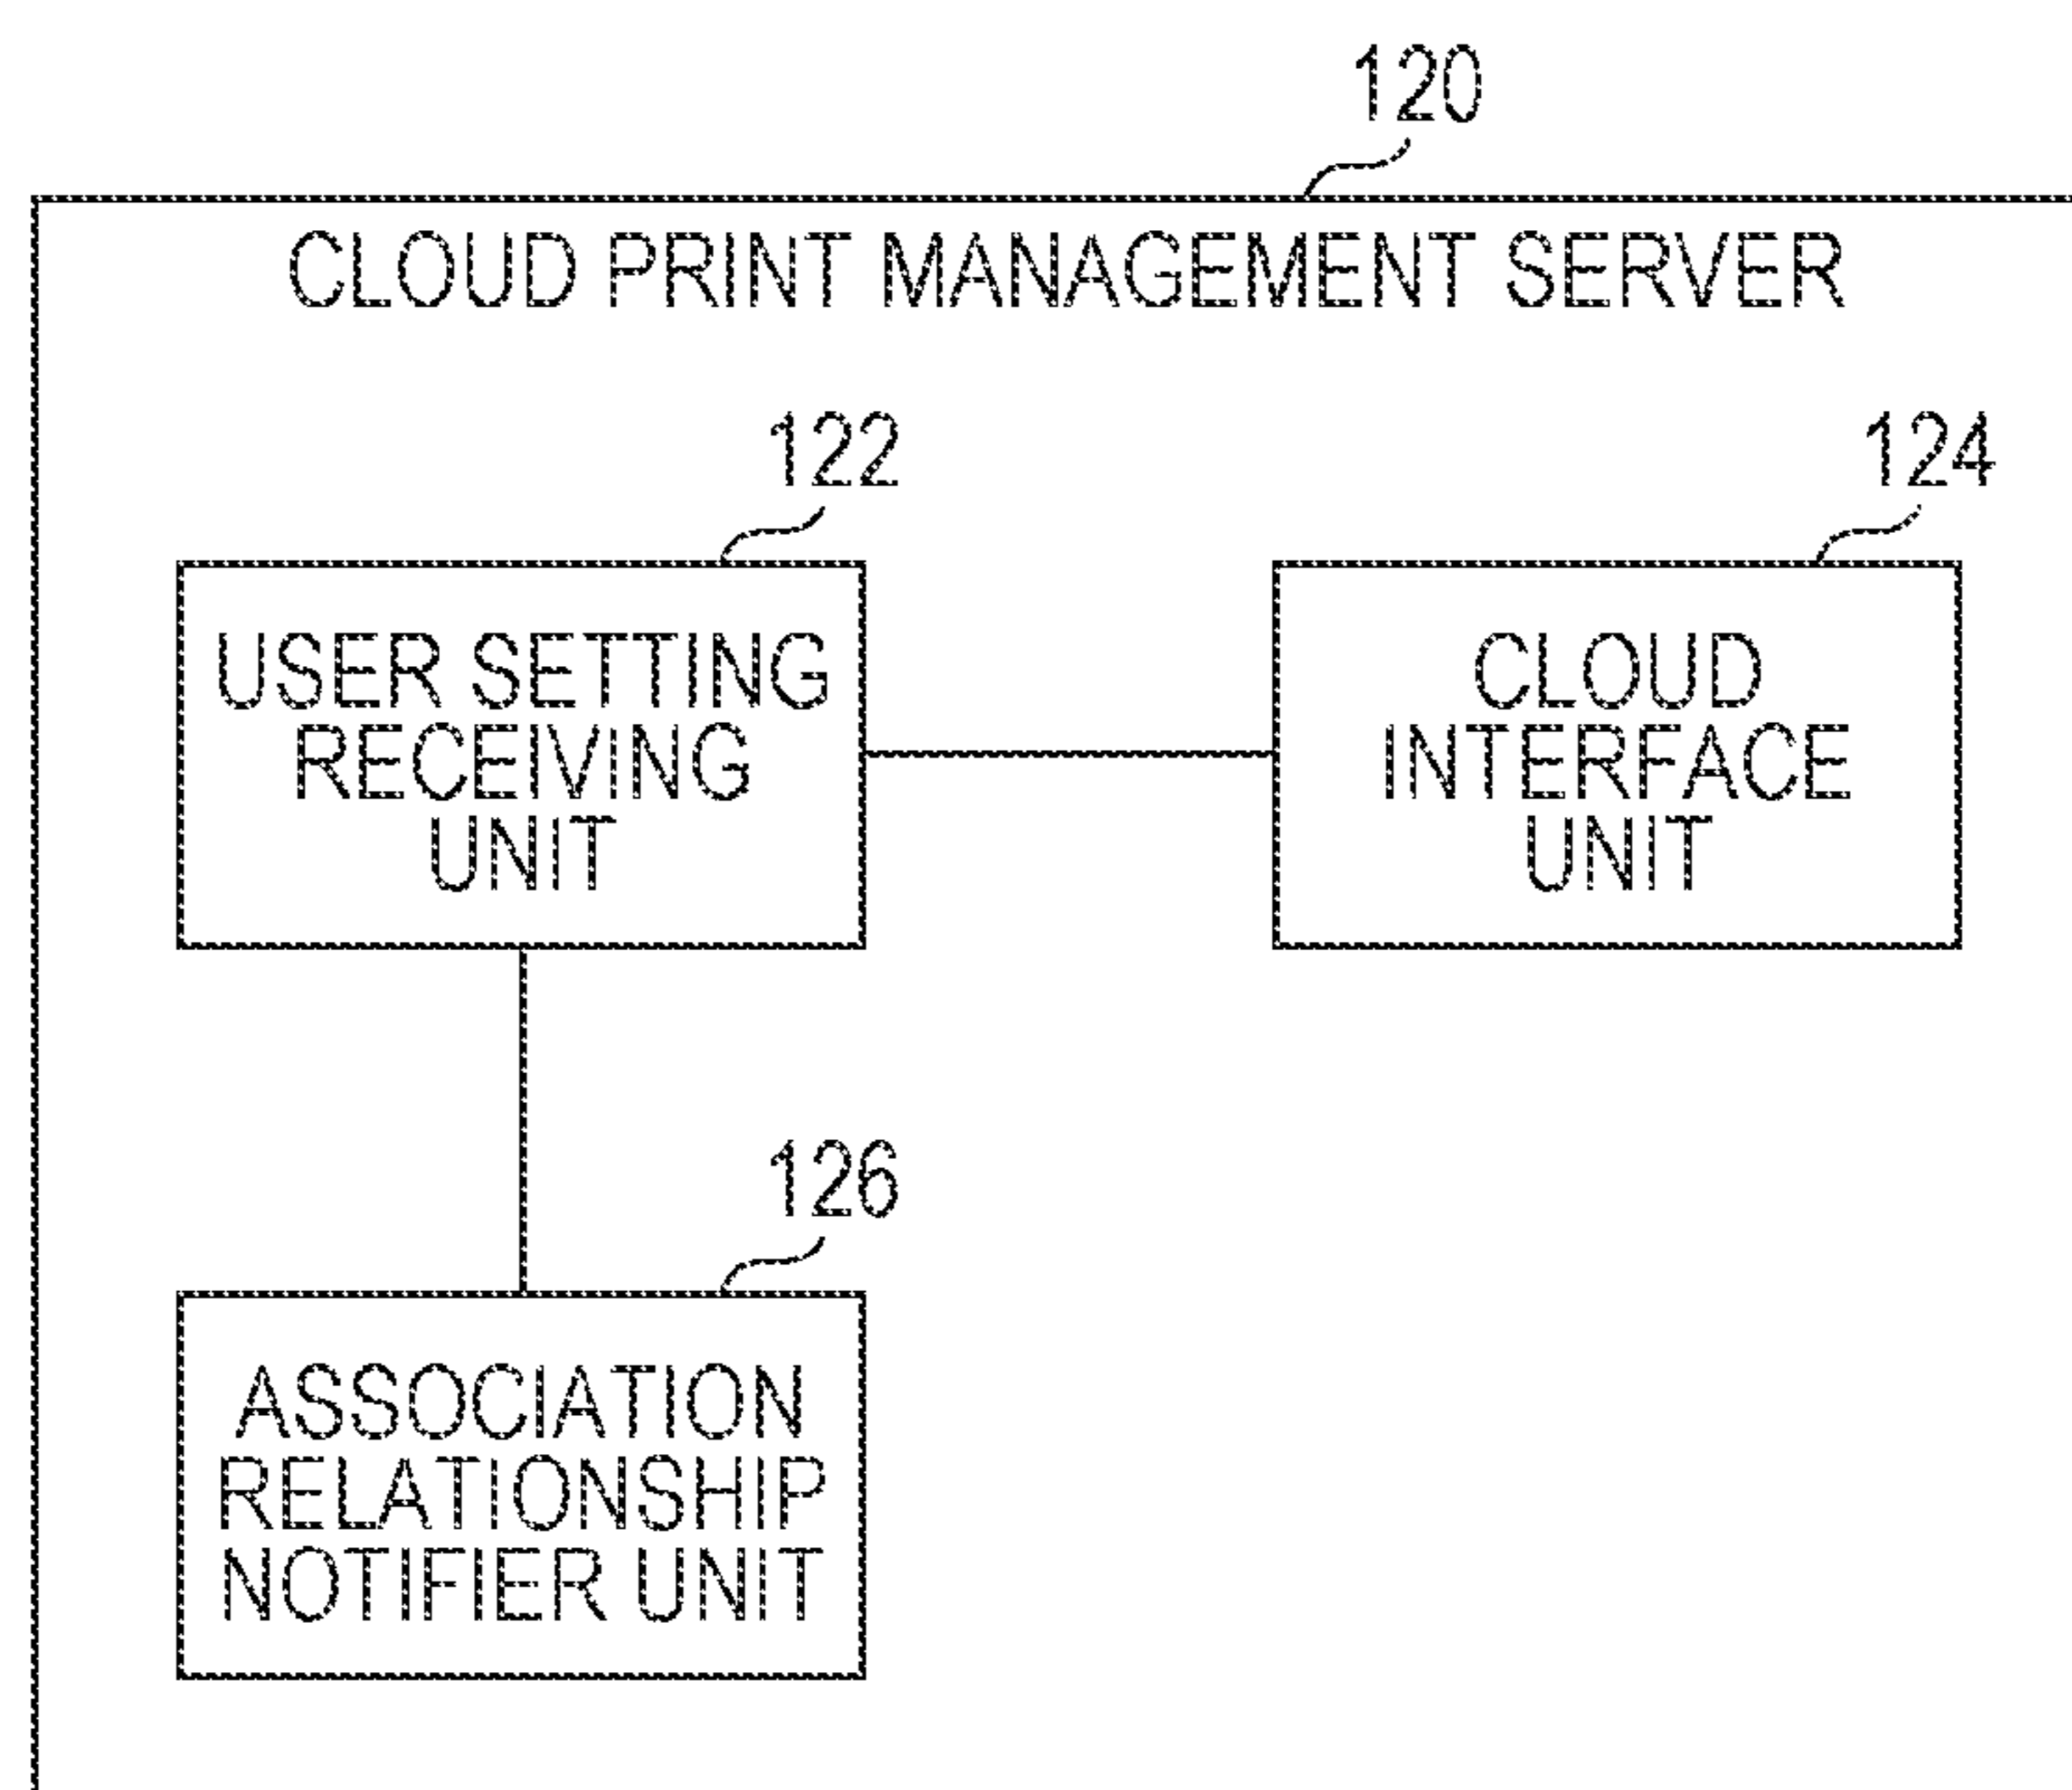 120
CLOUD PRINT MANAGEMENT SERVER
122
124
USER SETTING
RECEIVING
UNIT
CLOUD
INTERFACE
UNIT
126
ASSOCIATION
RELATIONSHIP
NOTIFIER UNIT